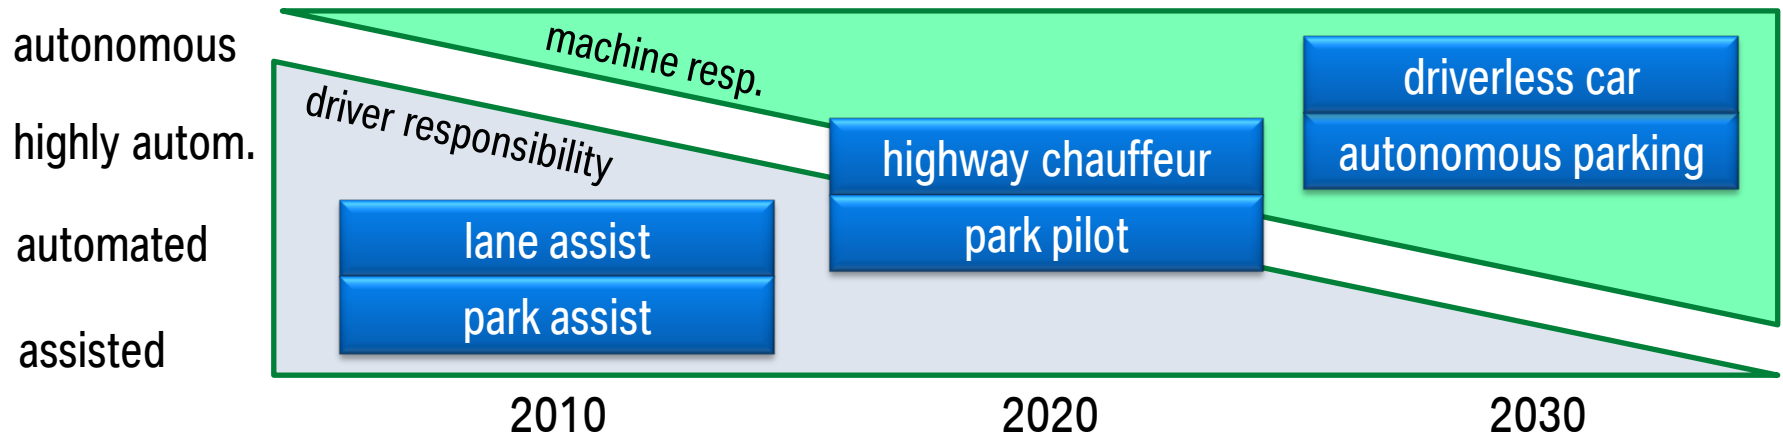 autonomous
machine resp.
driverless car
driver responsibility
highly autom.
highway chauffeur
autonomous parking
automated
lane assist
park pilot
park assist
assisted
2010
2020
2030